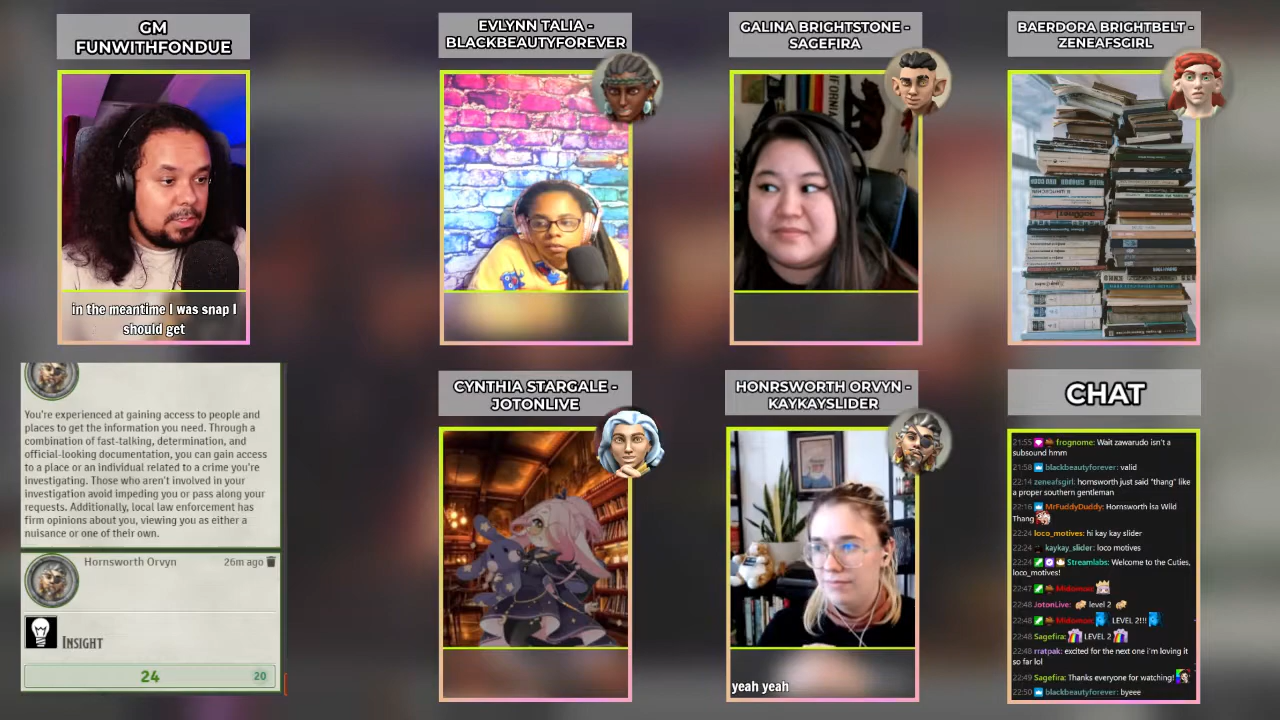 GM
FUNWITHFONDUE
EVLYNN TALIA -
BLACKBEAUTYFOREVER
GALINA BRIGHTSTONE -
SAGEFIRA
BAERDORA BRIGHTBELT -
ZENEAFSGIRL
in the meantime I was snap I
should get
You're experienced at gaining access to people and
places to get the information you need. Through a
combination of fast-talking, determination, and
official-looking documentation, you can gain access
to a place or an individual related to a crime you're
investigating. Those who aren't involved in your
investigation avoid impeding you or pass along your
requests. Additionally, local law enforcement has
firm opinions about you, viewing you as either a
nuisance or one of their own.
Hornsworth Orvyn 26m ago
INSIGHT
24 20
CYNTHIA STARGALE -
JOTONLIVE
HONRSWORTH ORVYN -
KAYKAYSLIDER
yeah yeah
CHAT
21:55 frognome: Wait zawarudo isn't a
subsound hmm
21:58 blackbeautyforever: valid
22:14 zeneafsgirl: hornsworth just said "thang" like
a proper southern gentleman
22:16 MrFuddyDuddy: Hornsworth isa Wild
Thang
22:24 loco_motives: hi kay kay slider
22:24 kaykay_slider: loco motives
22:24 Streamlabs: Welcome to the Cuties,
loco_motives!
22:47
22:48 JotonLive: level 2
22:48 LEVEL 2!!!
22:48 Sagefira: LEVEL 2
22:50 rratpak: excited for the next one i'm loving it
so far lol
22:49 Sagefira: Thanks everyone for watching!
22:50 blackbeautyforever: byeee